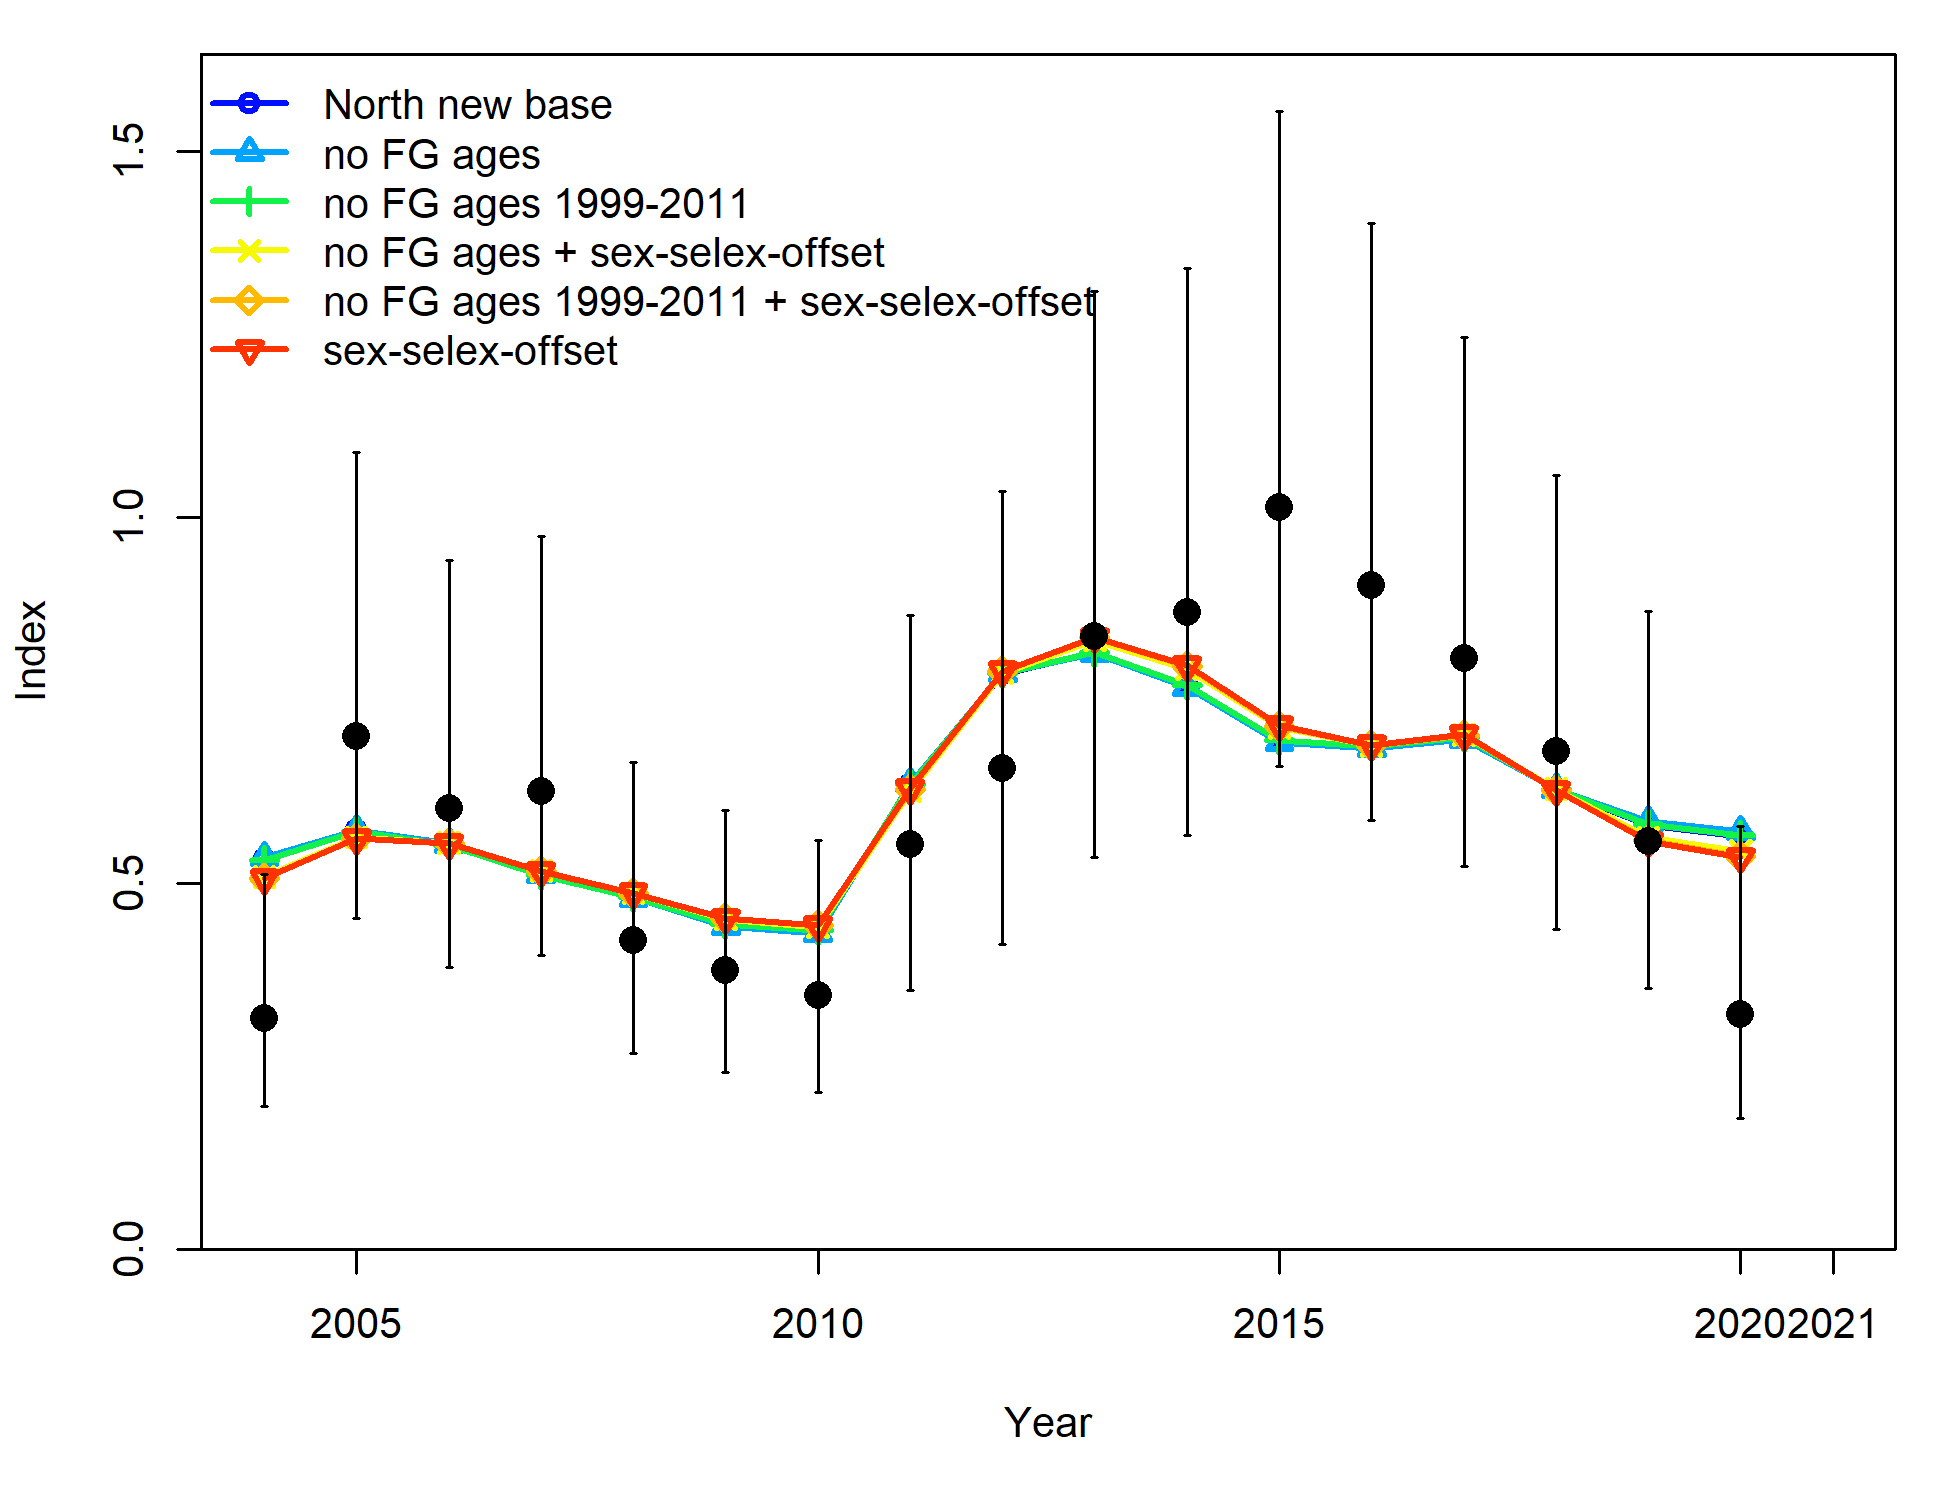 North new base
no FG ages
no FG ages 1999-2011
no FG ages + sex-selex-offset
no FG ages 1999-2011 + sex-selex-offset
sex-selex-offset
1.5
1.0
0.5
0.0
Index
2005 2010 2015 2020 2021
Year